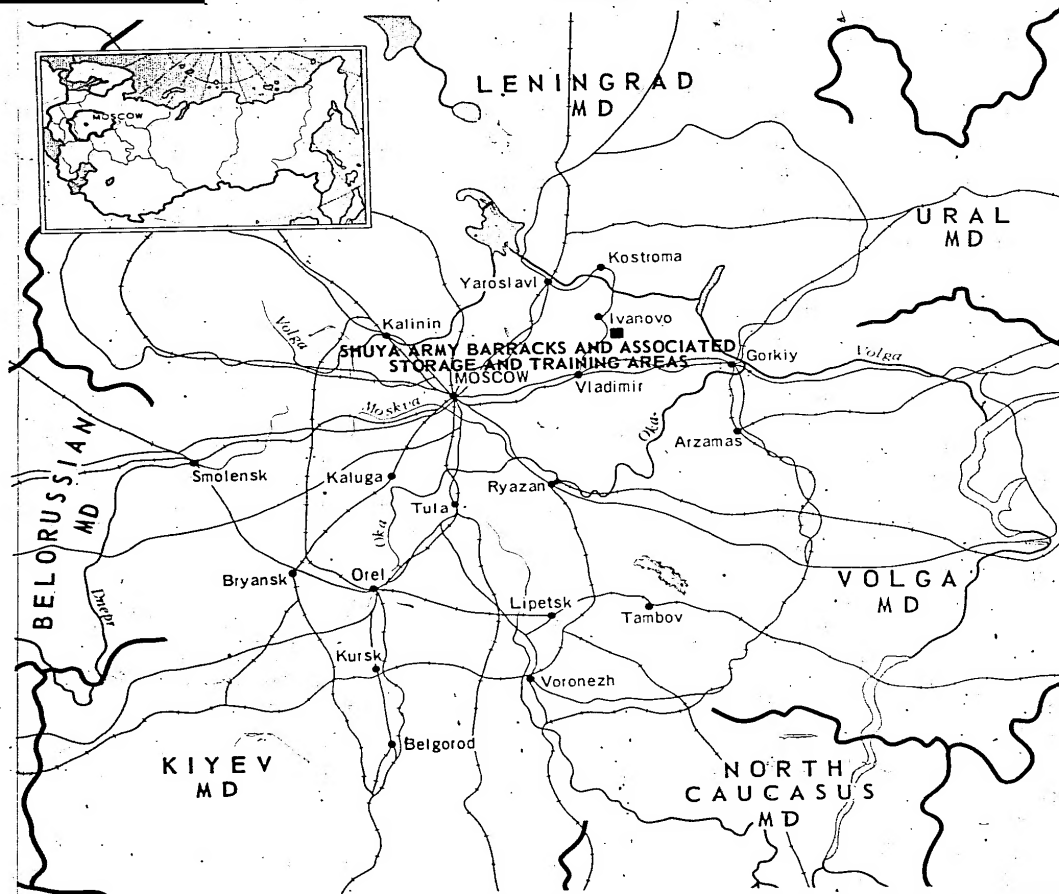 LENINGRAD
MD
MOSCOW
URAL
MD
Kostroma
Yaroslavl
Ivanovo
Kalinin
Volga
SHUYA ARMY BARRACKS AND ASSOCIATED
STORAGE AND TRAINING AREAS
Gorkiy
Volga
MOSCOW
Vladimir
Moskva
Oka
Arzamas
Smolensk
Kaluga
Ryazan
BELORUSSIAN
MD
Tula
Oka
Bryansk
Orel
VOLGA
MD
Dnepr
Lipetsk
Tambov
Kursk
Voronezh
Belgorod
KIYEV
MD
NORTH
CAUCASUS
MD